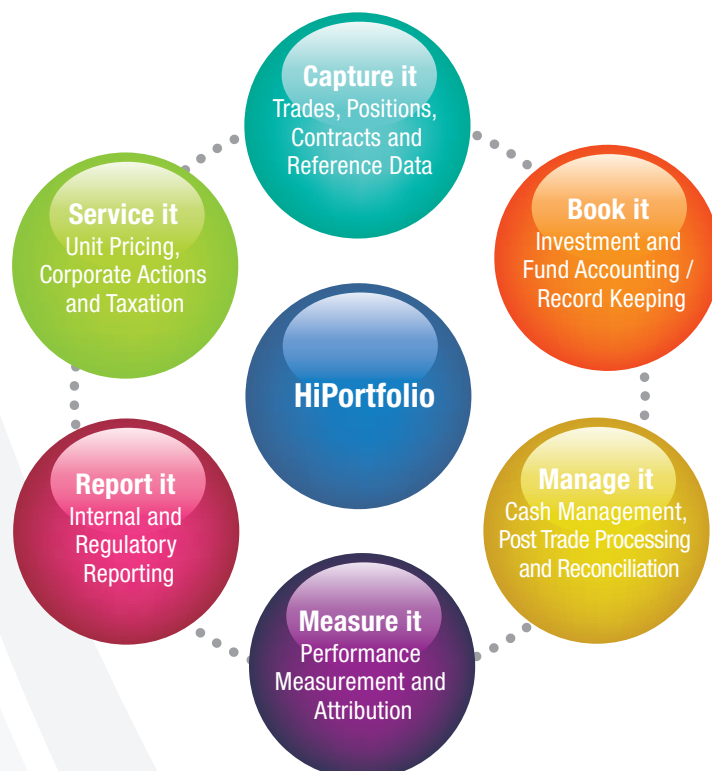 Capture it
Trades, Positions,
Contracts and
Reference Data
Book it
Investment and
Fund Accounting /
Record Keeping
Manage it
Cash Management,
Post Trade Processing
and Reconciliation
Measure it
Performance
Measurement and
Attribution
Report it
Internal and
Regulatory
Reporting
Service it
Unit Pricing,
Corporate Actions
and Taxation
HiPortfolio